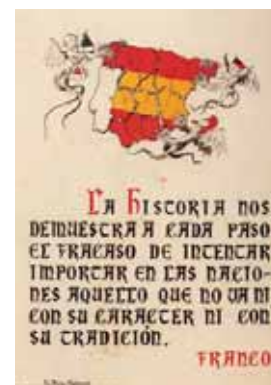 La historia nos
demuestra a cada paso
el fracaso de intentar
importar en las nacio-
nes aquello que no va ni
con su caracter ni con
su tradición.
FRANCO